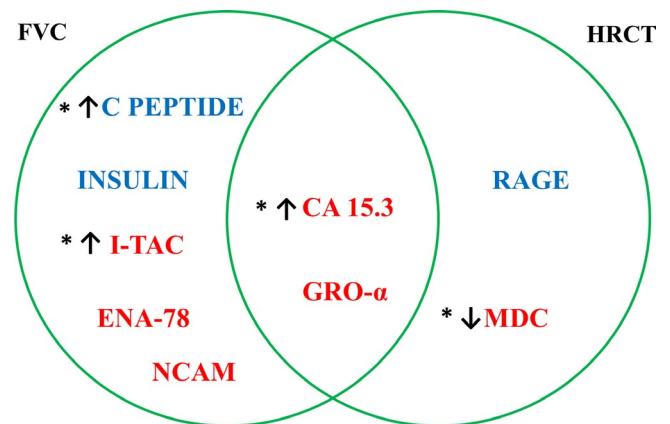 FVC
HRCT
* ↑ C PEPTIDE
INSULIN
* ↑ I-TAC
ENA-78
NCAM
* ↑ CA 15.3
GRO-α
RAGE
* ↓ MDC